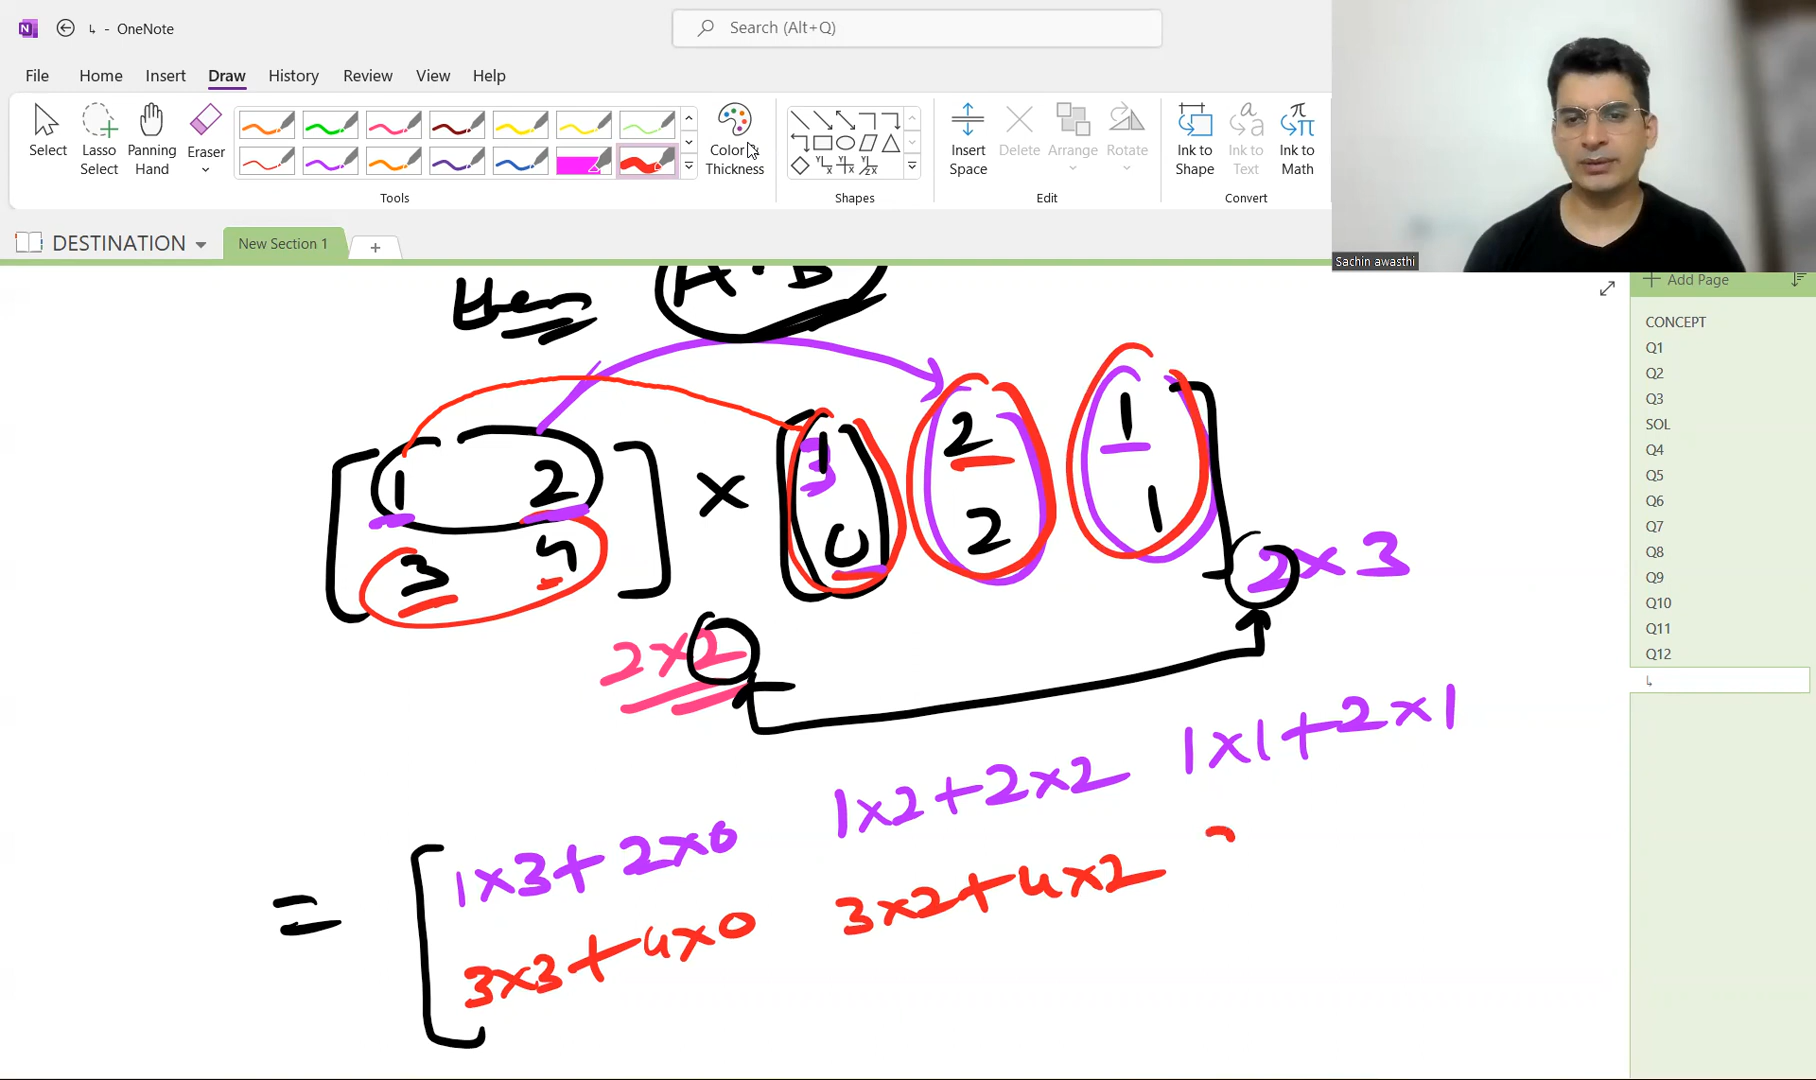 ↳ - OneNote
Search (Alt+Q)
File Home Insert Draw History Review View Help
Select
Lasso Select
Panning Hand
Eraser
Color & Thickness
Insert Space
Delete
Arrange
Rotate
Ink to Shape
Ink to Text
Ink to Math
Tools
Shapes
Edit
Convert
DESTINATION
New Section 1
Sachin awasthi
Add Page
CONCEPT
Q1
Q2
Q3
SOL
Q4
Q5
Q6
Q7
Q8
Q9
Q10
Q11
Q12
↳
then A·B
[1 2] × [3 2 1]
[3 4] [0 2 1] 2×3
2×2
= [1×3+2×0 1×2+2×2 1×1+2×1
3×3+4×0 3×2+4×2